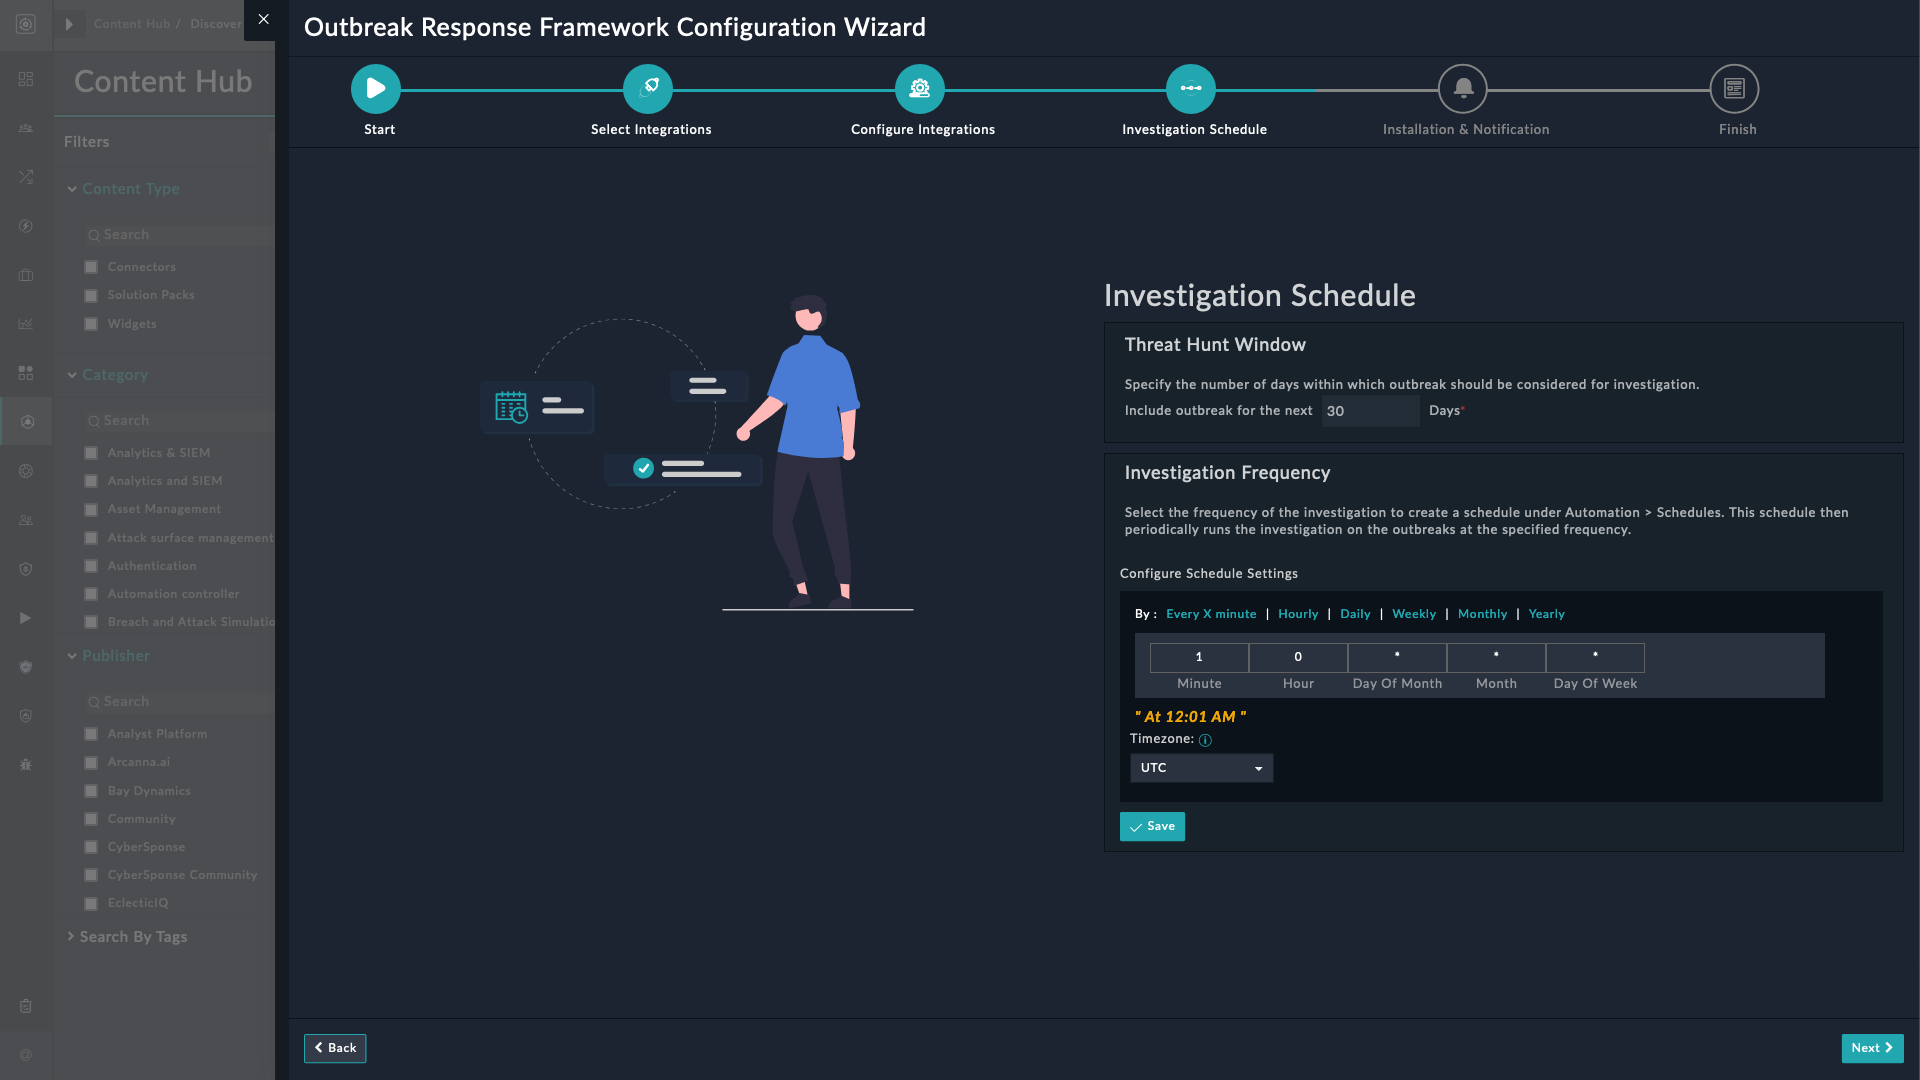 Content Hub / Discover
Content Hub
Filters
Content Type
Search
Connectors
Solution Packs
Widgets
Category
Search
Analytics & SIEM
Analytics and SIEM
Asset Management
Attack surface management
Authentication
Automation controller
Breach and Attack Simulatio
Publisher
Search
Analyst Platform
Arcanna.ai
Bay Dynamics
Community
CyberSponse
CyberSponse Community
EclecticIQ
Search By Tags
Outbreak Response Framework Configuration Wizard
Start
Select Integrations
Configure Integrations
Investigation Schedule
Installation & Notification
Finish
Investigation Schedule
Threat Hunt Window
Specify the number of days within which outbreak should be considered for investigation.
Include outbreak for the next 30 Days*
Investigation Frequency
Select the frequency of the investigation to create a schedule under Automation > Schedules. This schedule then
periodically runs the investigation on the outbreaks at the specified frequency.
Configure Schedule Settings
By : Every X minute | Hourly | Daily | Weekly | Monthly | Yearly
1 0 * * *
Minute Hour Day Of Month Month Day Of Week
" At 12:01 AM "
Timezone:
UTC
Save
Back
Next